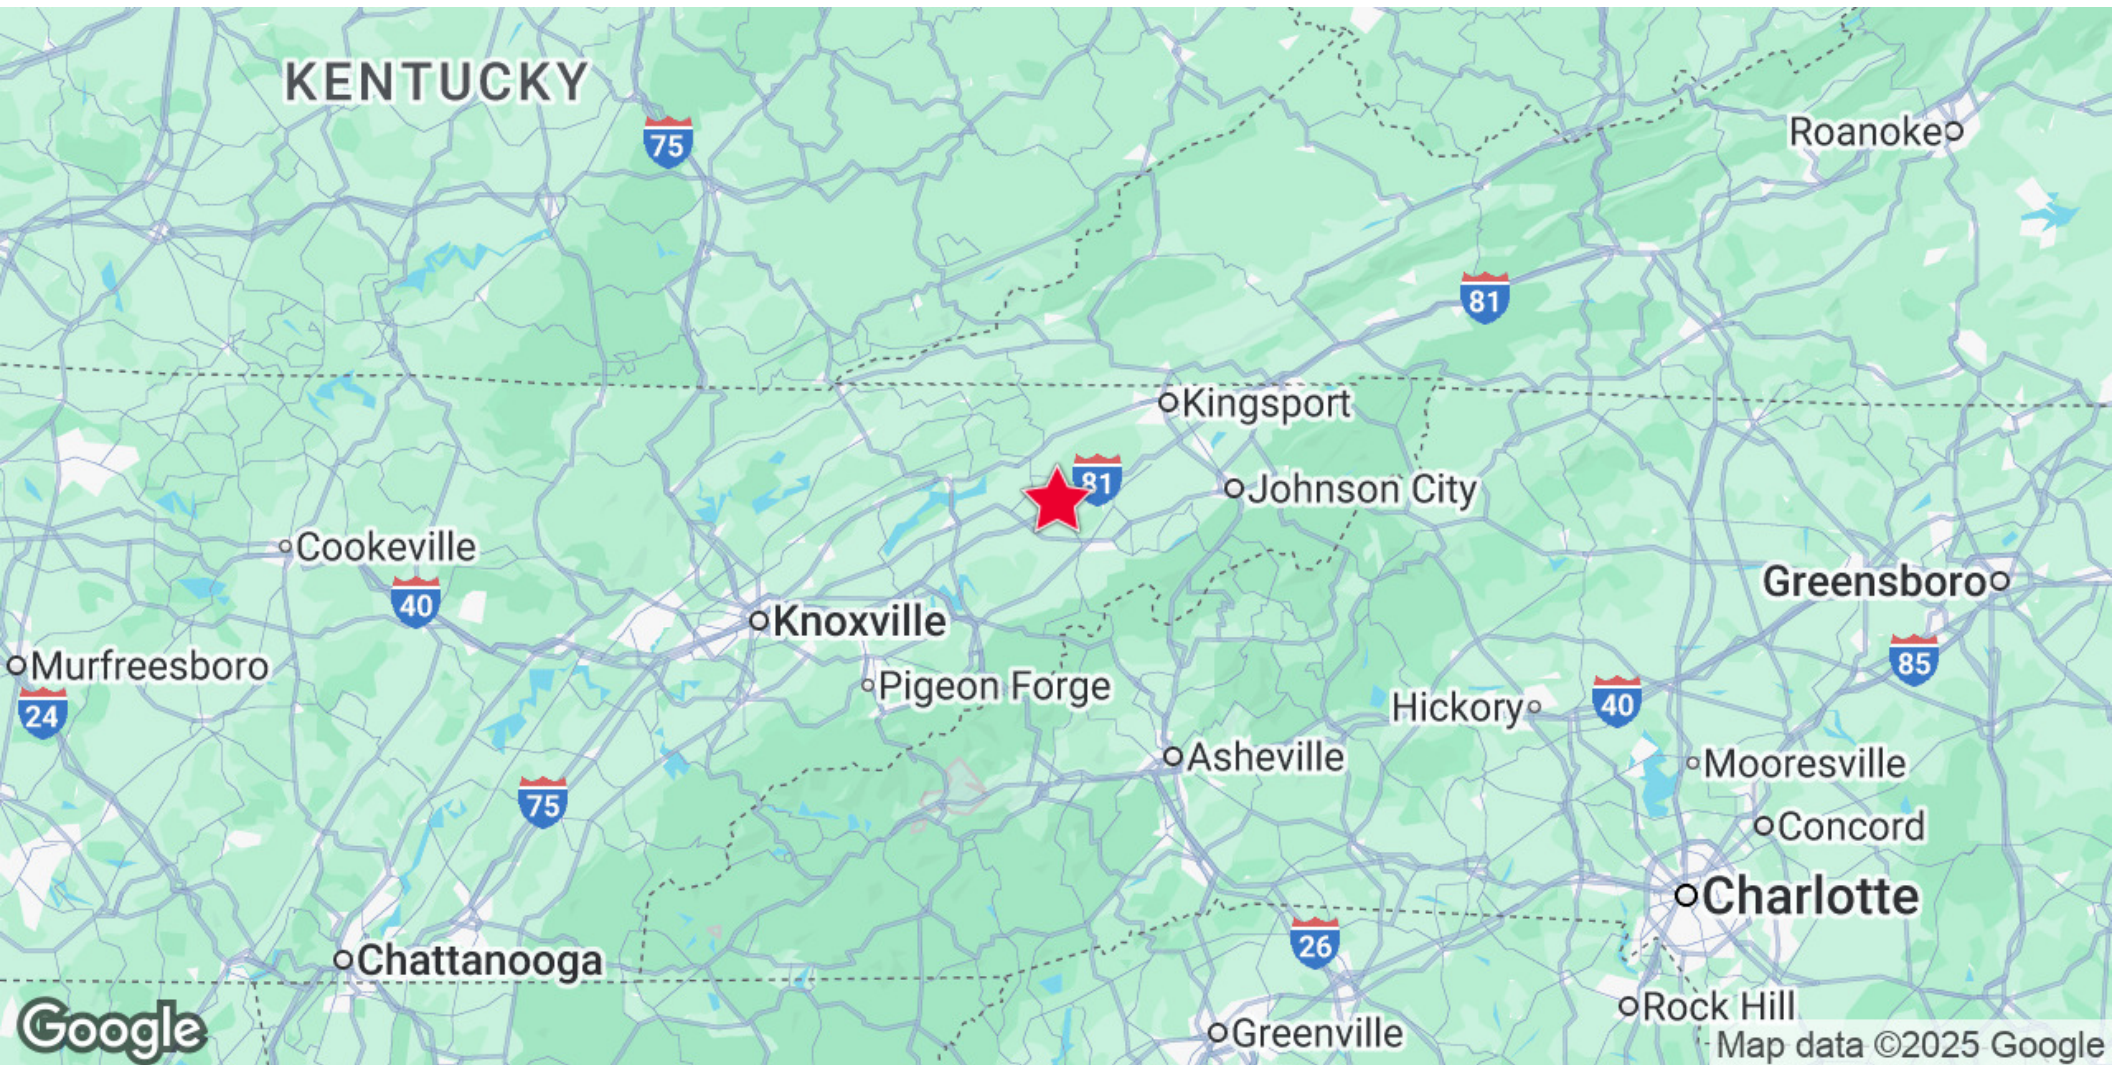 KENTUCKY
75
Roanoke
81
Kingsport
81
Johnson City
Cookeville
40
Knoxville
Greensboro
Murfreesboro
85
24
Pigeon Forge
40
Hickory
Asheville
Mooresville
75
Concord
Charlotte
26
Chattanooga
Rock Hill
Google
Greenville
Map data ©2025 Google